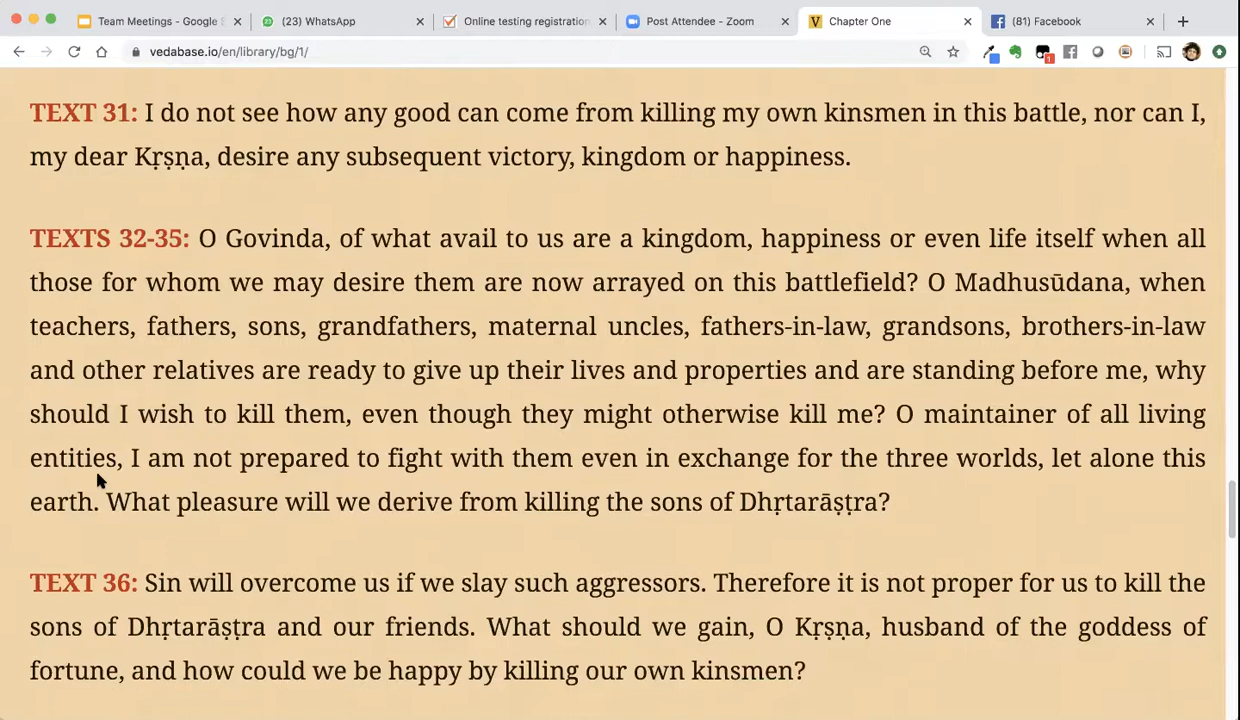 Team Meetings - Google
(23) WhatsApp
Online testing registration
Post Attendee - Zoom
Chapter One
(81) Facebook
vedabase.io/en/library/bg/1/
TEXT 31: I do not see how any good can come from killing my own kinsmen in this battle, nor can I,
my dear Kṛṣṇa, desire any subsequent victory, kingdom or happiness.
TEXTS 32-35: O Govinda, of what avail to us are a kingdom, happiness or even life itself when all
those for whom we may desire them are now arrayed on this battlefield? O Madhusūdana, when
teachers, fathers, sons, grandfathers, maternal uncles, fathers-in-law, grandsons, brothers-in-law
and other relatives are ready to give up their lives and properties and are standing before me, why
should I wish to kill them, even though they might otherwise kill me? O maintainer of all living
entities, I am not prepared to fight with them even in exchange for the three worlds, let alone this
earth. What pleasure will we derive from killing the sons of Dhṛtarāṣṭra?
TEXT 36: Sin will overcome us if we slay such aggressors. Therefore it is not proper for us to kill the
sons of Dhṛtarāṣṭra and our friends. What should we gain, O Kṛṣṇa, husband of the goddess of
fortune, and how could we be happy by killing our own kinsmen?